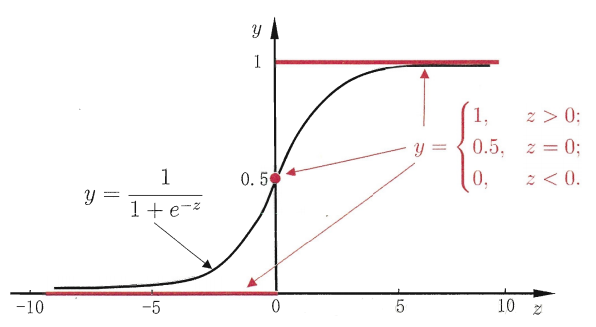 y
1
0.5
y = 1 / (1 + e^{-z})
y = { 1, z > 0;
0.5, z = 0;
0, z < 0.
-10 -5 0 5 10 z